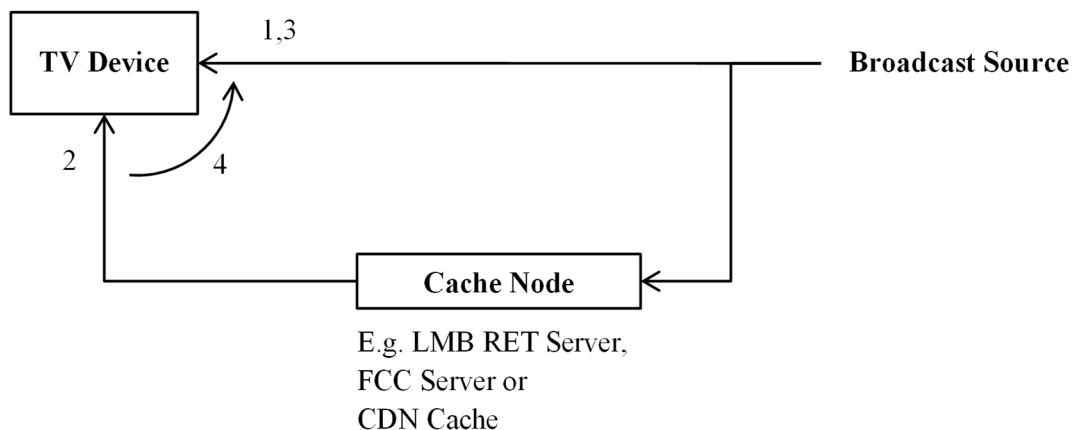 1,3
TV Device
Broadcast Source
2
4
Cache Node
E.g. LMB RET Server,
FCC Server or
CDN Cache